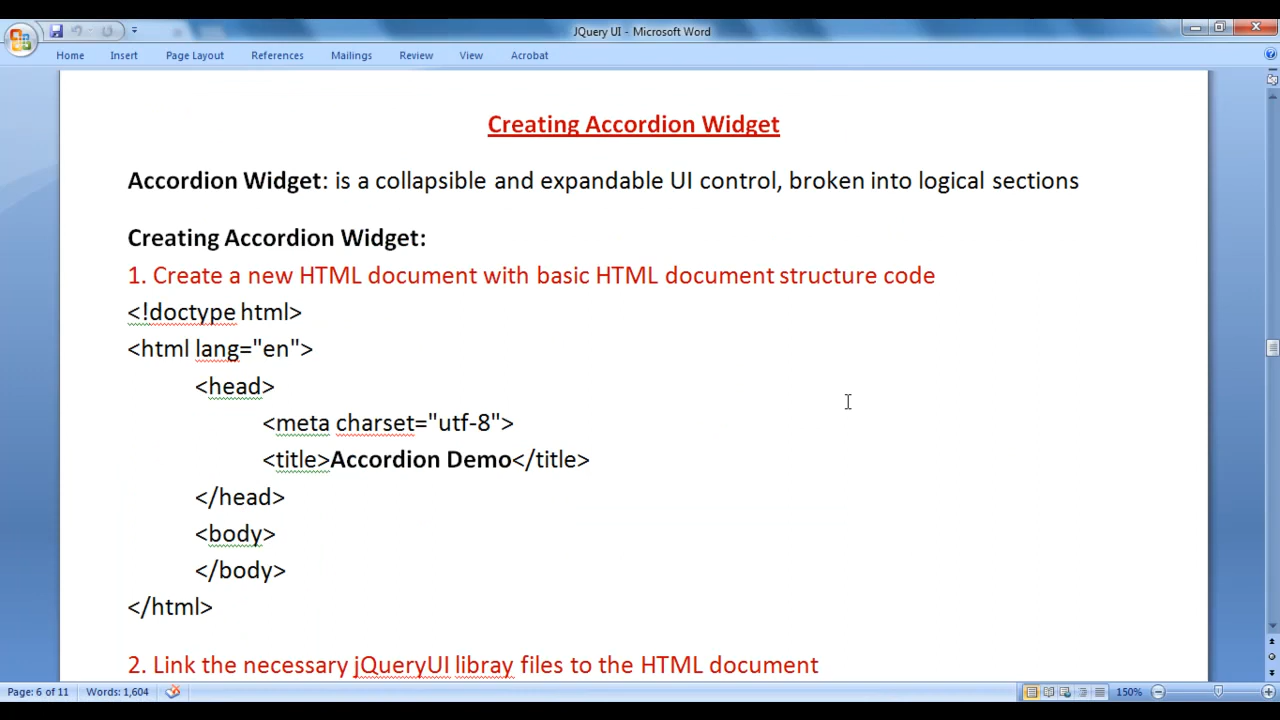 JQuery UI - Microsoft Word
Home Insert Page Layout References Mailings Review View Acrobat
Creating Accordion Widget
Accordion Widget: is a collapsible and expandable UI control, broken into logical sections
Creating Accordion Widget:
1. Create a new HTML document with basic HTML document structure code
<!doctype html>
<html lang="en">
<head>
<meta charset="utf-8">
<title>Accordion Demo</title>
</head>
<body>
</body>
</html>
2. Link the necessary jQueryUI libray files to the HTML document
Page: 6 of 11 Words: 1,604 150%